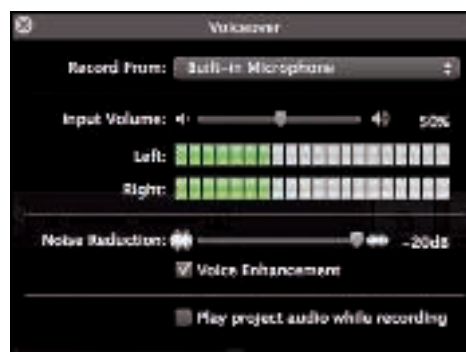 Voiceover
Record From: Built-in Microphone
Input Volume: 50%
Left:
Right:
Noise Reduction: -20dB
Voice Enhancement
Play project audio while recording